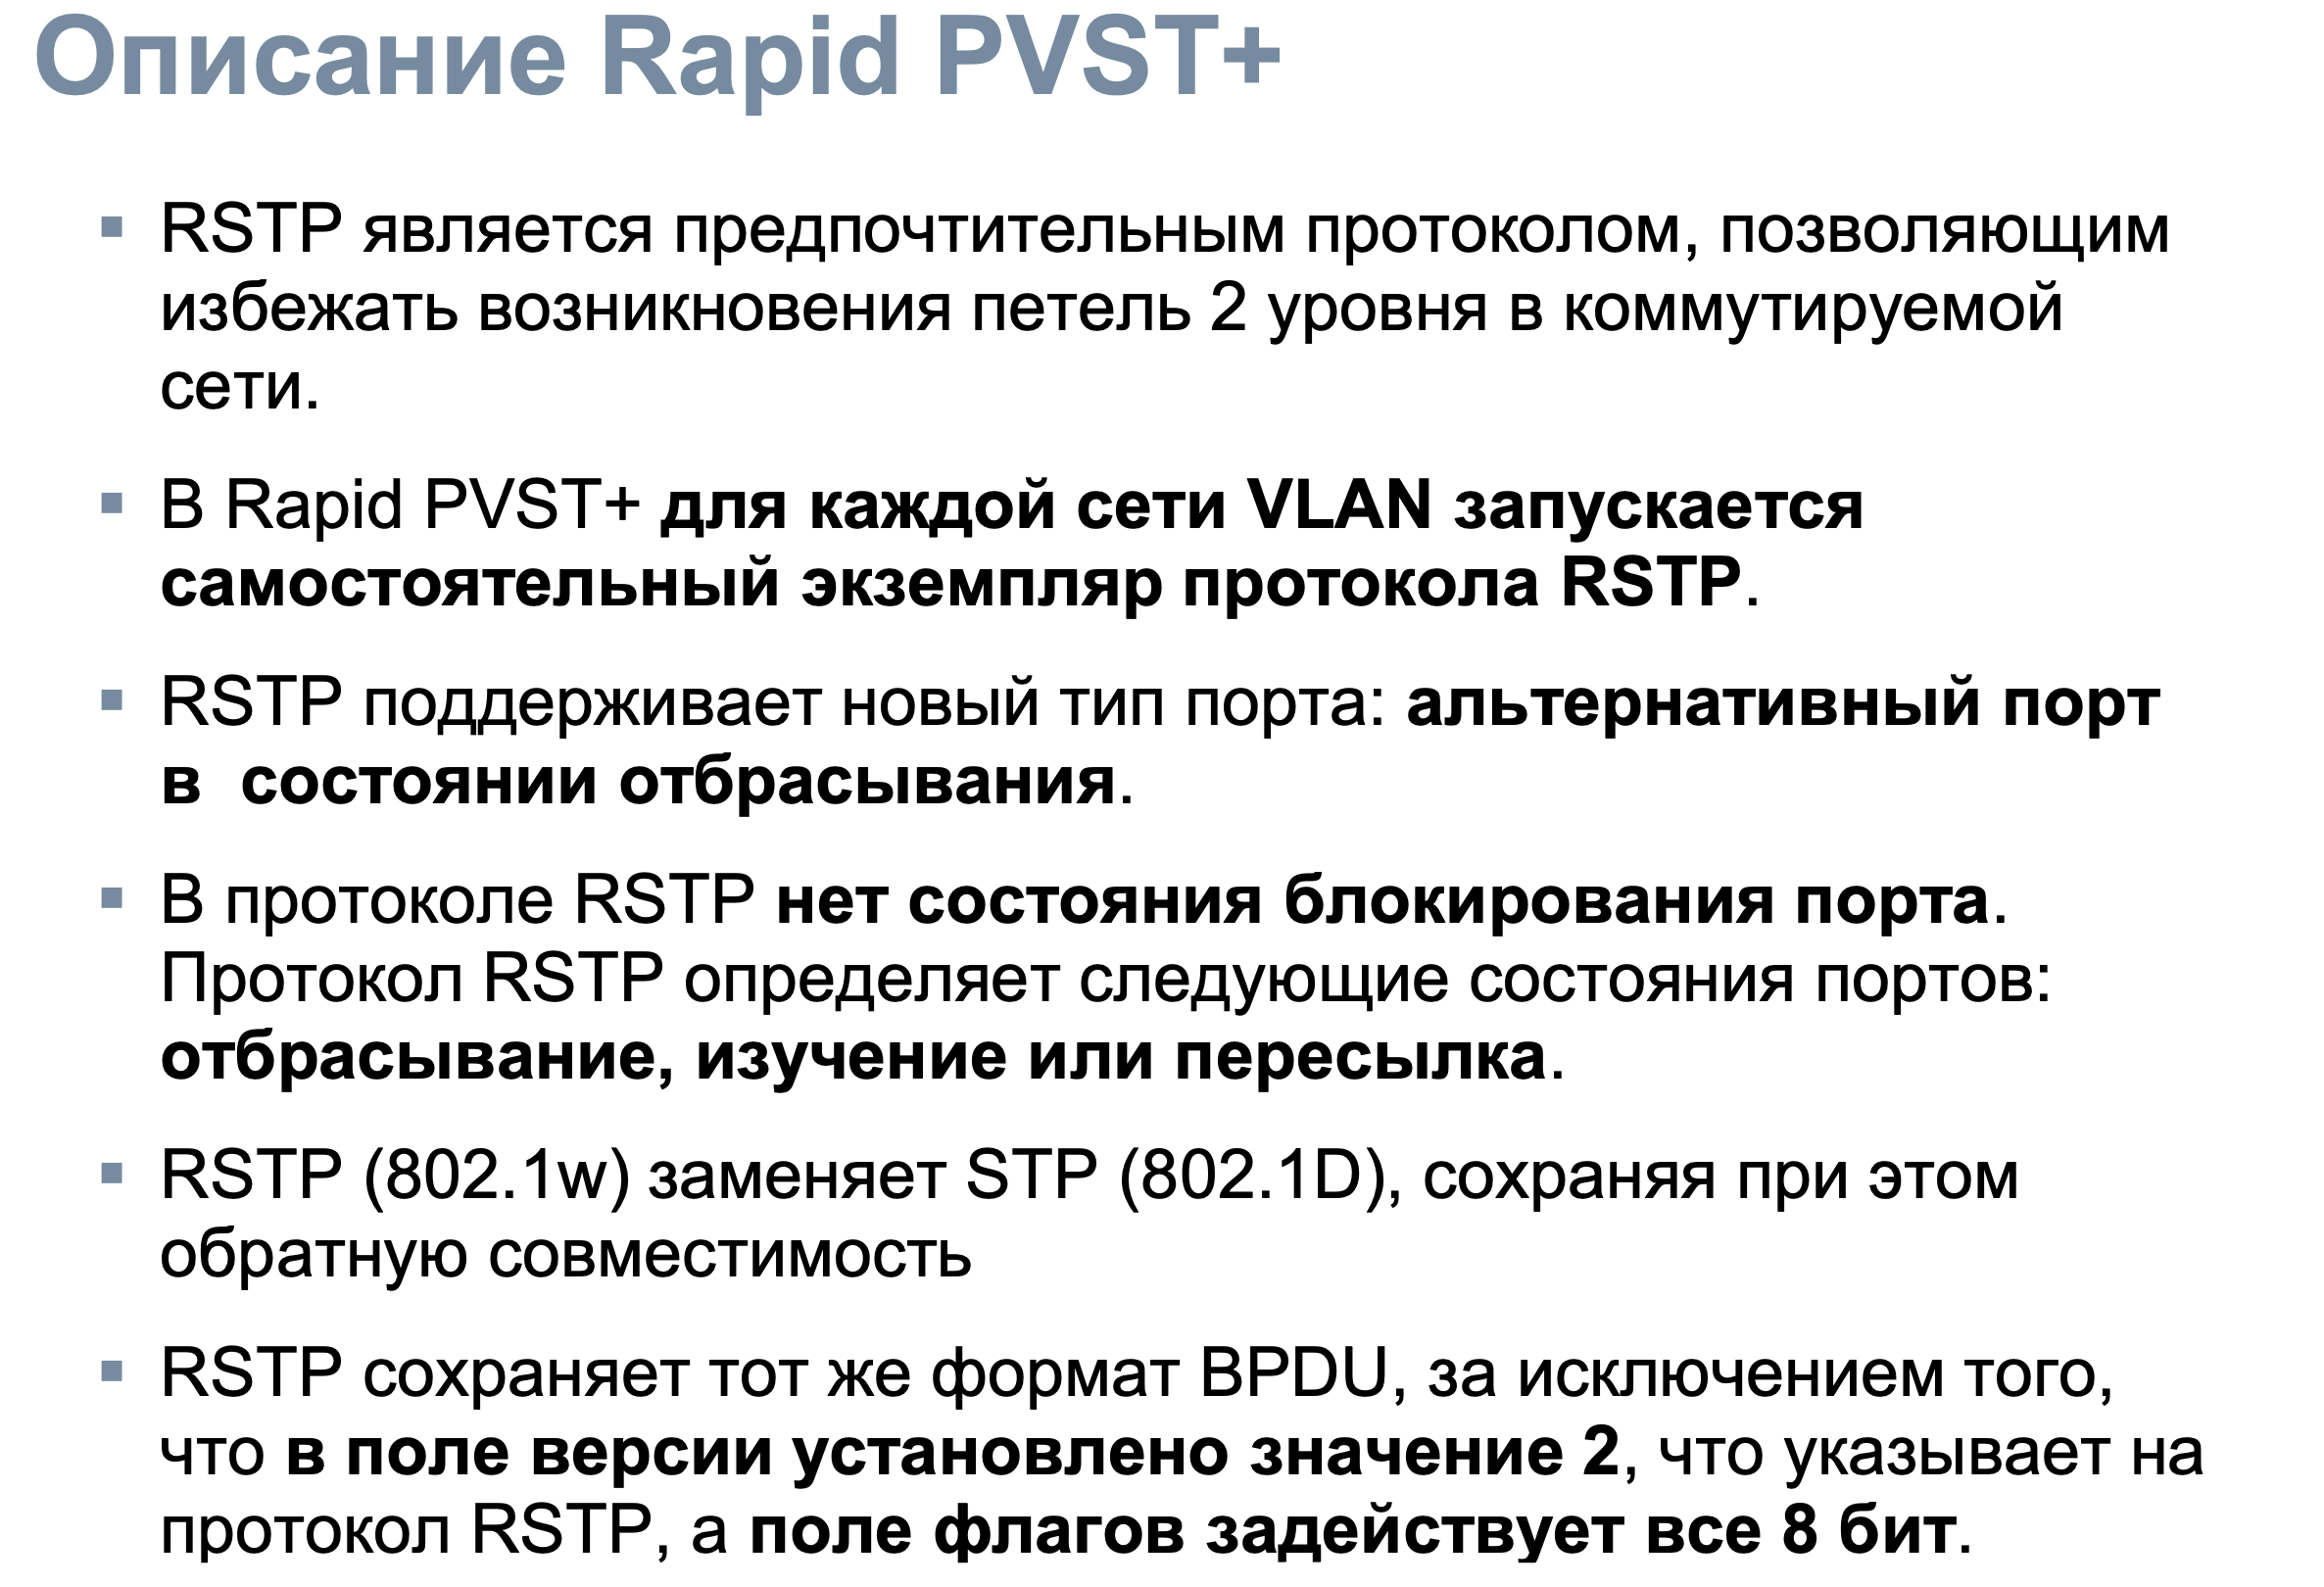 Описание Rapid PVST+
▪ RSTP является предпочтительным протоколом, позволяющим
избежать возникновения петель 2 уровня в коммутируемой
сети.
▪ В Rapid PVST+ для каждой сети VLAN запускается
самостоятельный экземпляр протокола RSTP.
▪ RSTP поддерживает новый тип порта: альтернативный порт
в состоянии отбрасывания.
▪ В протоколе RSTP нет состояния блокирования порта.
Протокол RSTP определяет следующие состояния портов:
отбрасывание, изучение или пересылка.
▪ RSTP (802.1w) заменяет STP (802.1D), сохраняя при этом
обратную совместимость
▪ RSTP сохраняет тот же формат BPDU, за исключением того,
что в поле версии установлено значение 2, что указывает на
протокол RSTP, а поле флагов задействует все 8 бит.